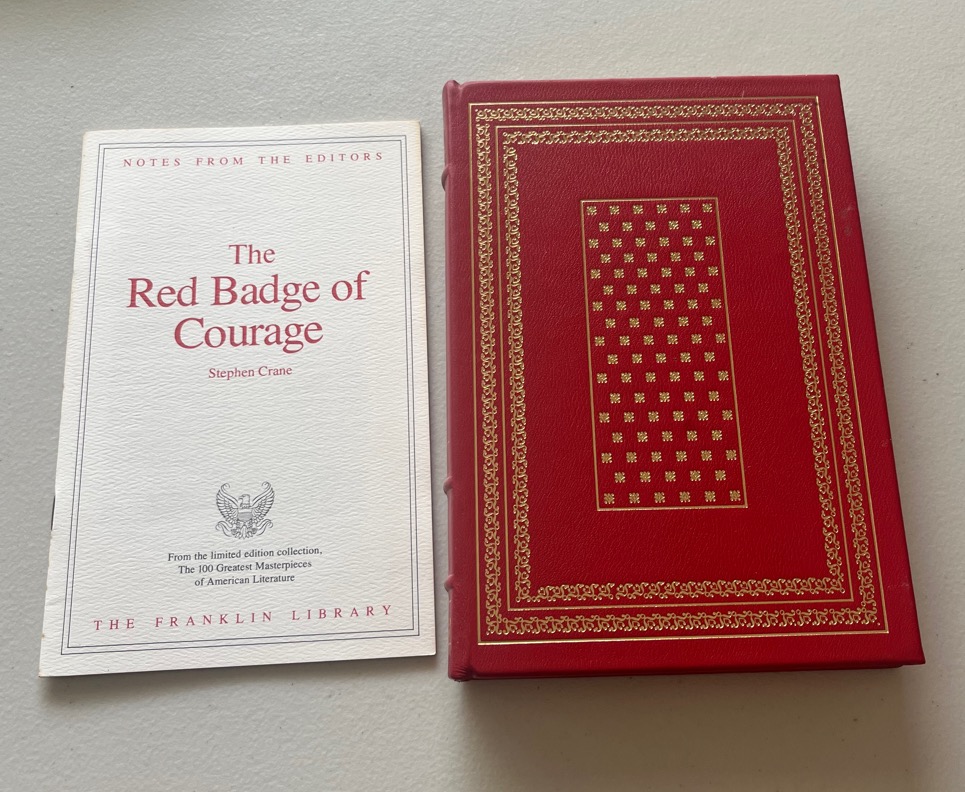 NOTES FROM THE EDITORS
The
Red Badge of
Courage
Stephen Crane
From the limited edition collection,
The 100 Greatest Masterpieces
of American Literature
THE FRANKLIN LIBRARY